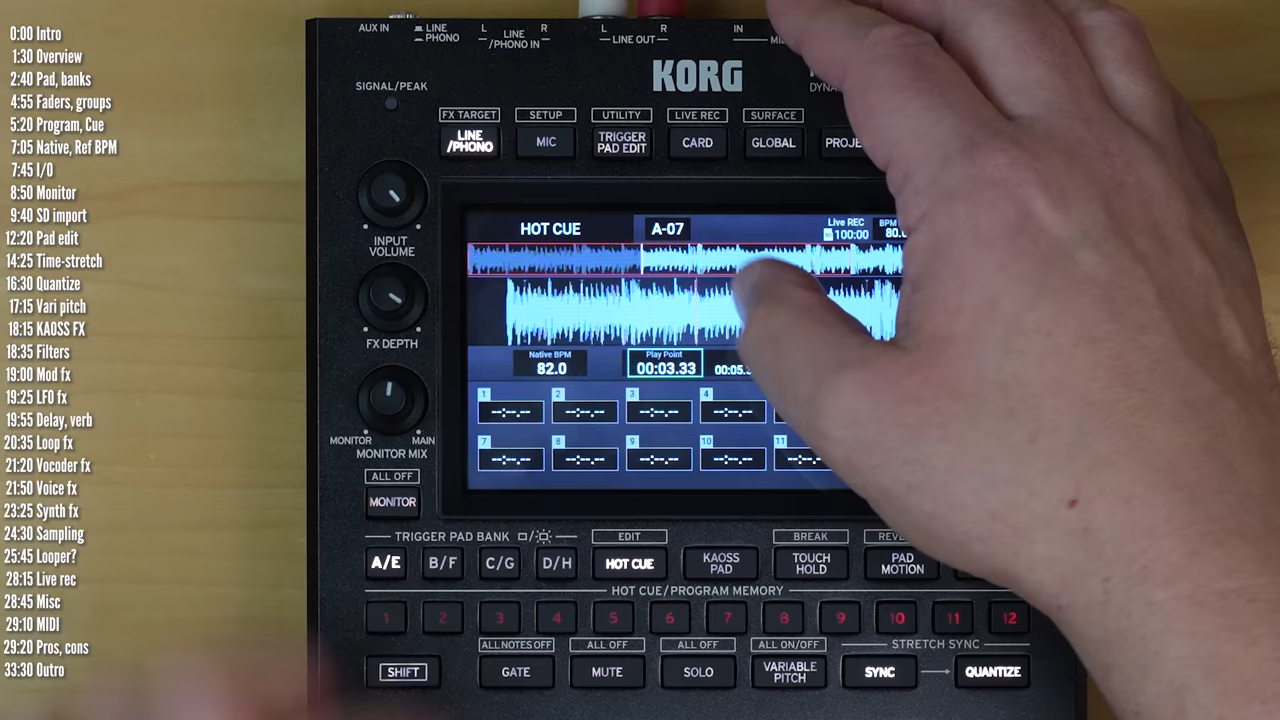 0:00 Intro
1:30 Overview
2:40 Pad, banks
4:55 Faders, groups
5:20 Program, Cue
7:05 Native, Ref BPM
7:45 I/O
8:50 Monitor
9:40 SD import
12:20 Pad edit
14:25 Time-stretch
16:30 Quantize
17:15 Vari pitch
18:15 KAOSS FX
18:35 Filters
19:00 Mod fx
19:25 LFO fx
19:55 Delay, verb
20:35 Loop fx
21:20 Vocoder fx
21:50 Voice fx
23:25 Synth fx
24:30 Sampling
25:45 Looper?
28:15 Live rec
28:45 Misc
29:10 MIDI
29:20 Pros, cons
33:30 Outro
AUX IN
LINE
PHONO
L LINE R
/PHONO IN
L R
LINE OUT
IN
KORG
SIGNAL/PEAK
FX TARGET SETUP UTILITY LIVE REC SURFACE
LINE
/PHONO
MIC
TRIGGER
PAD EDIT
CARD
GLOBAL
INPUT
VOLUME
FX DEPTH
MONITOR MAIN
MONITOR MIX
ALL OFF
MONITOR
HOT CUE
A-07
Live REC
100:00
BPM
80.
Native BPM
82.0
Play Point
00:03.33
1 2 3 4
--:--.-- --:--.-- --:--.-- --:--.--
7 8 9 10 11
--:--.-- --:--.-- --:--.-- --:--.--
TRIGGER PAD BANK
EDIT BREAK
A/E B/F C/G D/H
HOT CUE
KAOSS
PAD
TOUCH
HOLD
PAD
MOTION
HOT CUE/PROGRAM MEMORY
1 2 3 4 5 6 7 8 9 10 11 12
ALL NOTES OFF ALL OFF ALL OFF ALL ON/OFF STRETCH SYNC
SHIFT GATE MUTE SOLO
VARIABLE
PITCH
SYNC QUANTIZE